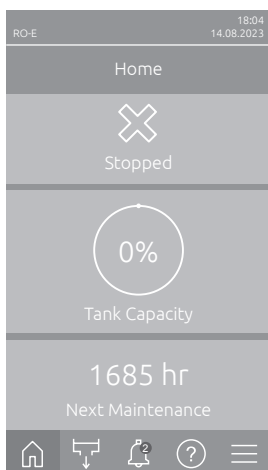 18:04
RO-E 14.08.2023
Home
Stopped
0%
Tank Capacity
1685 hr
Next Maintenance
2
?